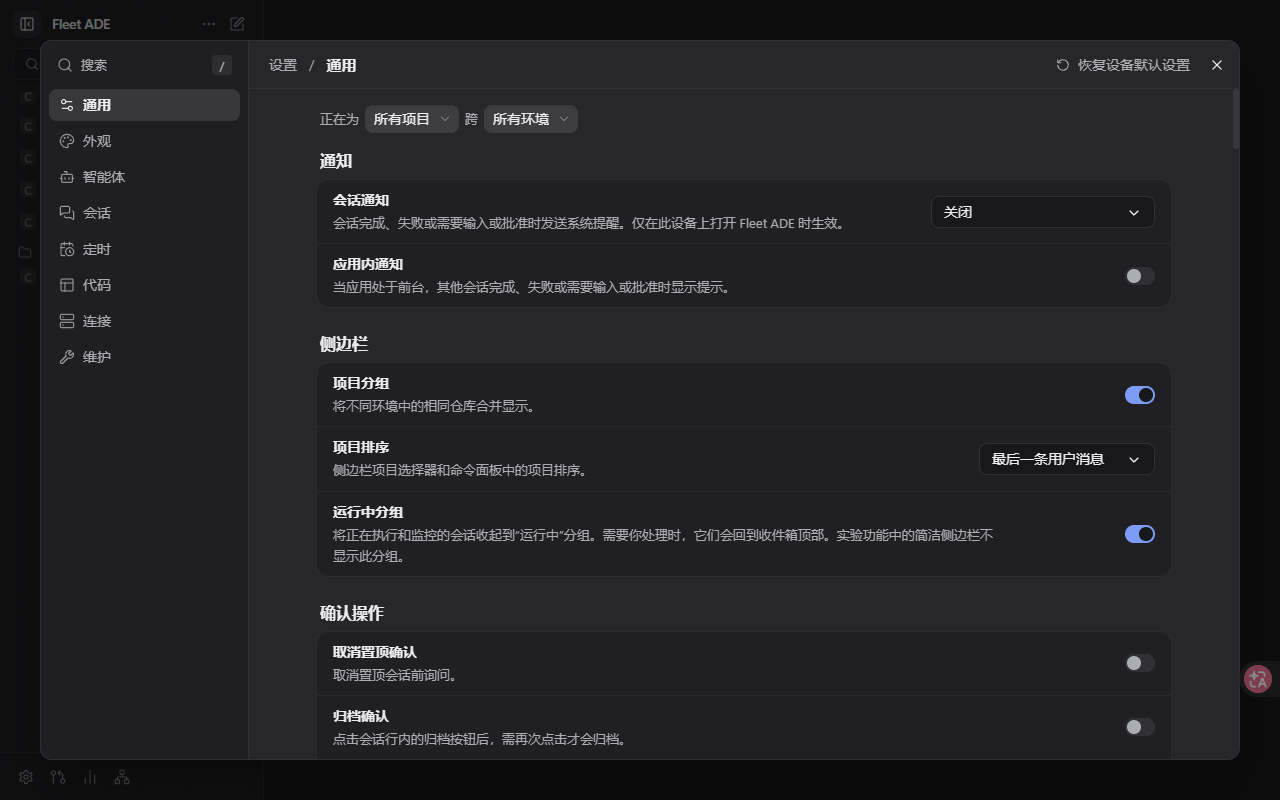 Fleet ADE
搜索
/
通用
外观
智能体
会话
定时
代码
连接
维护
设置 / 通用
恢复设备默认设置
正在为 所有项目 跨 所有环境
通知
会话通知
会话完成、失败或需要输入或批准时发送系统提醒。仅在此设备上打开 Fleet ADE 时生效。
关闭
应用内通知
当应用处于前台，其他会话完成、失败或需要输入或批准时显示提示。
侧边栏
项目分组
将不同环境中的相同仓库合并显示。
项目排序
侧边栏项目选择器和命令面板中的项目排序。
最后一条用户消息
运行中分组
将正在执行和监控的会话收起到"运行中"分组。需要你处理时，它们会回到收件箱顶部。实验功能中的简洁侧边栏不
显示此分组。
确认操作
取消置顶确认
取消置顶会话前询问。
归档确认
点击会话行内的归档按钮后，需再次点击才会归档。
C
C
C
C
C
C